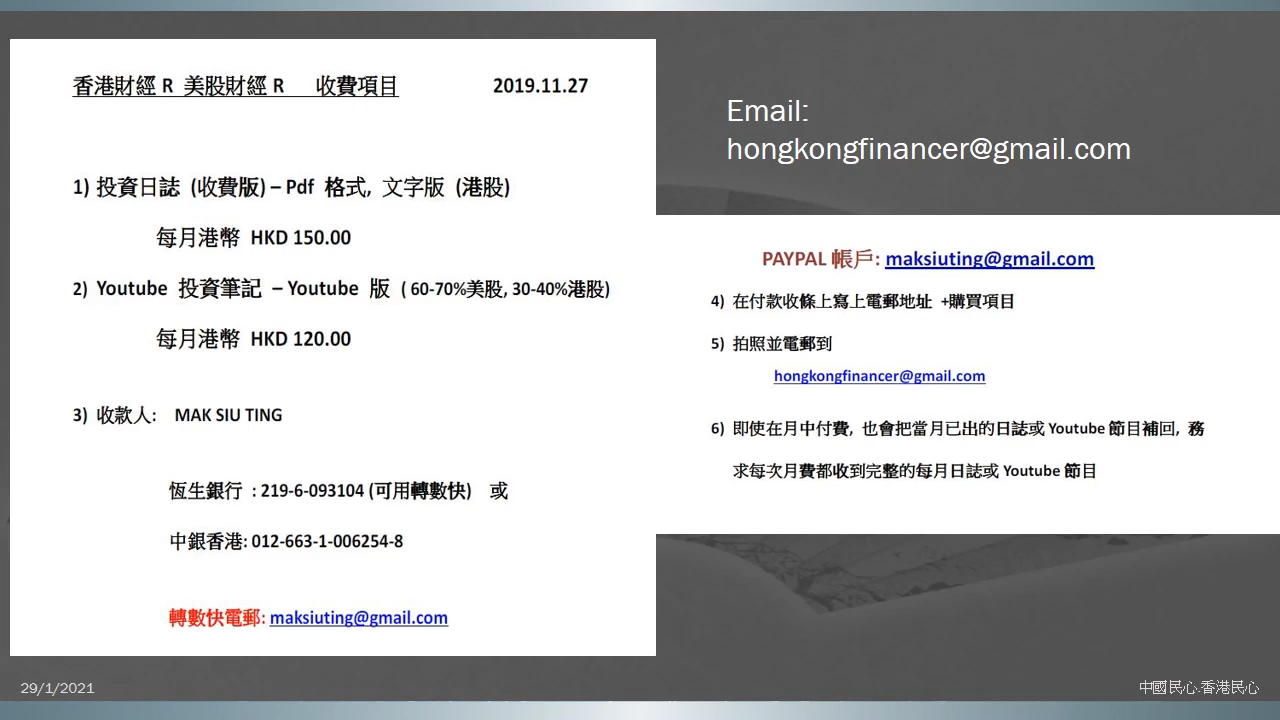 香港財經 R 美股財經 R 收費項目 2019.11.27
1) 投資日誌 (收費版) – Pdf 格式, 文字版 (港股)
每月港幣 HKD 150.00
2) Youtube 投資筆記 – Youtube 版 ( 60-70%美股, 30-40%港股)
每月港幣 HKD 120.00
3) 收款人: MAK SIU TING
恆生銀行 : 219-6-093104 (可用轉數快) 或
中銀香港: 012-663-1-006254-8
轉數快電郵: maksiuting@gmail.com
Email:
hongkongfinancer@gmail.com
PAYPAL 帳戶: maksiuting@gmail.com
4) 在付款收條上寫上電郵地址 +購買項目
5) 拍照並電郵到
hongkongfinancer@gmail.com
6) 即使在月中付費, 也會把當月已出的日誌或 Youtube 節目補回, 務
求每次月費都收到完整的每月日誌或 Youtube 節目
29/1/2021
中國民心.香港民心